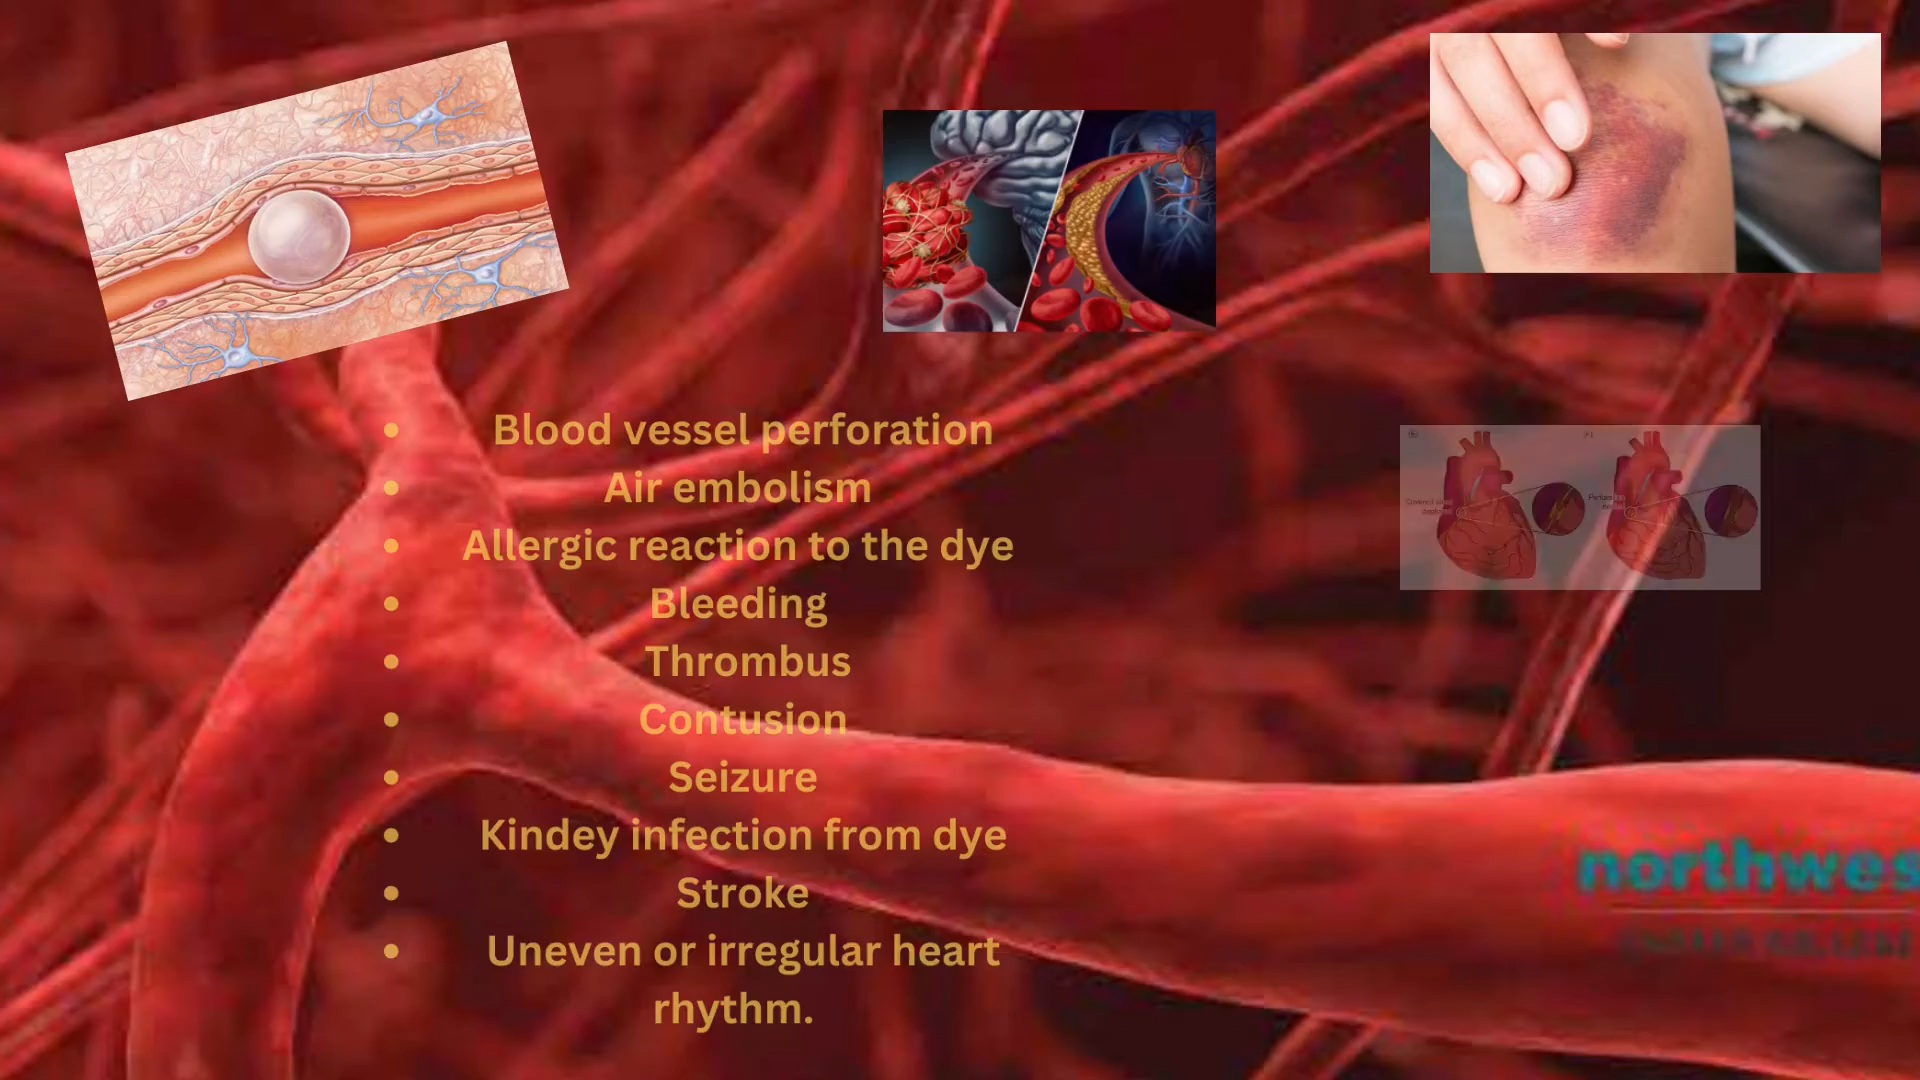 Blood vessel perforation
Air embolism
Allergic reaction to the dye
Bleeding
Thrombus
Contusion
Seizure
Kindey infection from dye
Stroke
Uneven or irregular heart
rhythm.
northwes